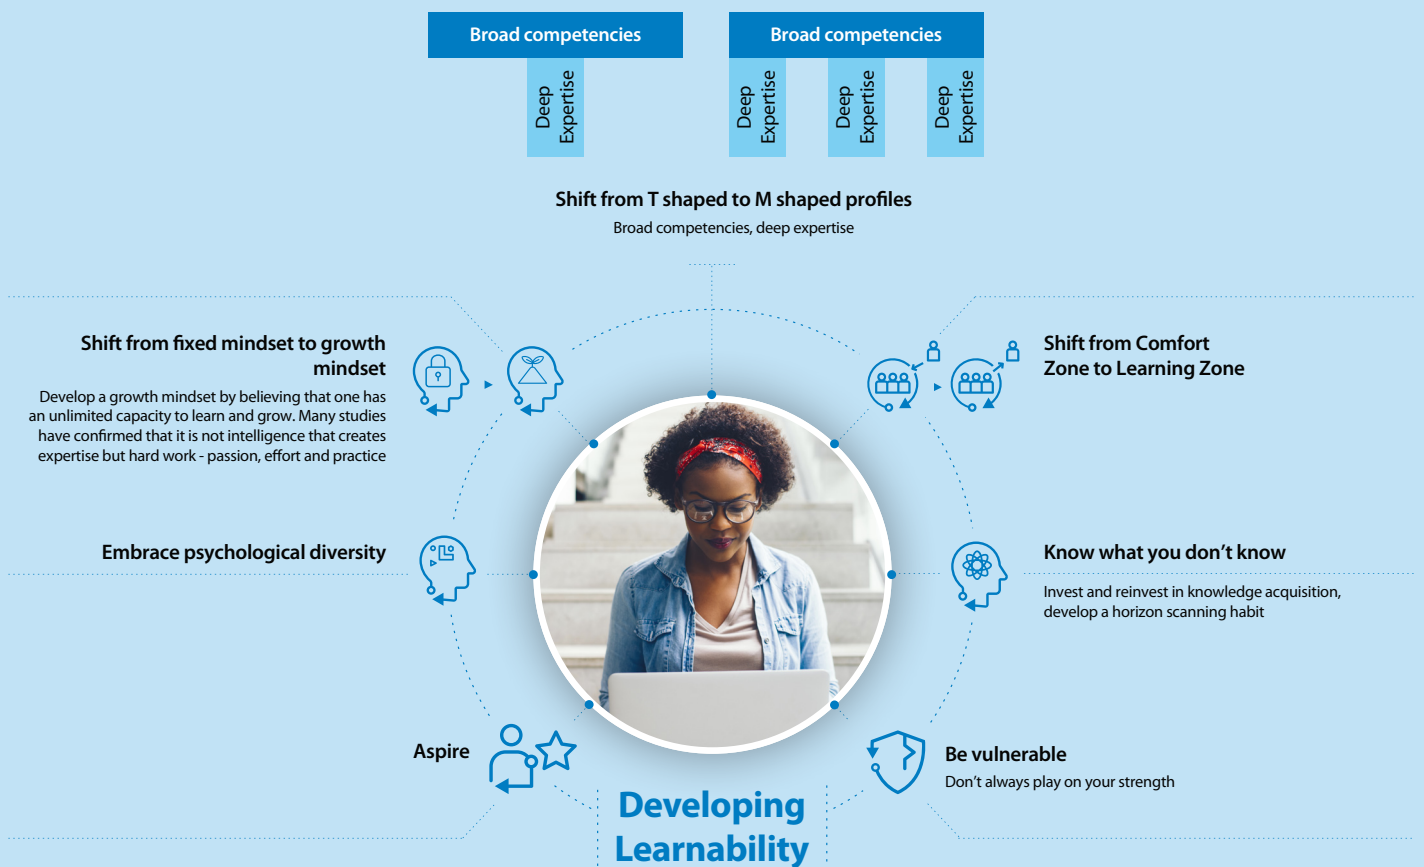 Broad competencies
Deep
Expertise
Broad competencies
Deep
Expertise
Deep
Expertise
Deep
Expertise
Shift from T shaped to M shaped profiles
Broad competencies, deep expertise
Shift from fixed mindset to growth
mindset
Develop a growth mindset by believing that one has
an unlimited capacity to learn and grow. Many studies
have confirmed that it is not intelligence that creates
expertise but hard work - passion, effort and practice
Shift from Comfort
Zone to Learning Zone
Embrace psychological diversity
Know what you don’t know
Invest and reinvest in knowledge acquisition,
develop a horizon scanning habit
Aspire
Be vulnerable
Don’t always play on your strength
Developing
Learnability